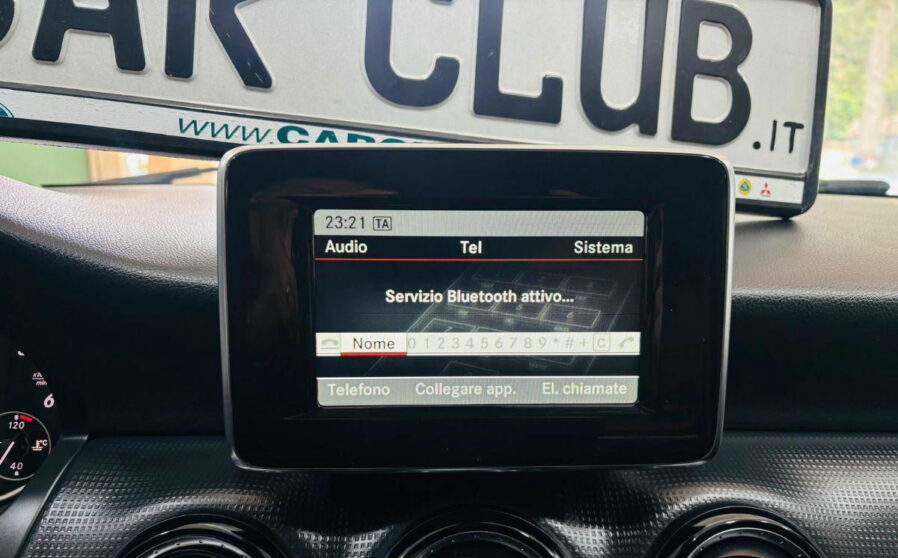 CAR CLUB.IT
www.CARC
23:21 TA
Audio Tel Sistema
Servizio Bluetooth attivo...
Nome 0 1 2 3 4 5 6 7 8 9 * # + C
Telefono Collegare app. El. chiamate
6
120
°C
40